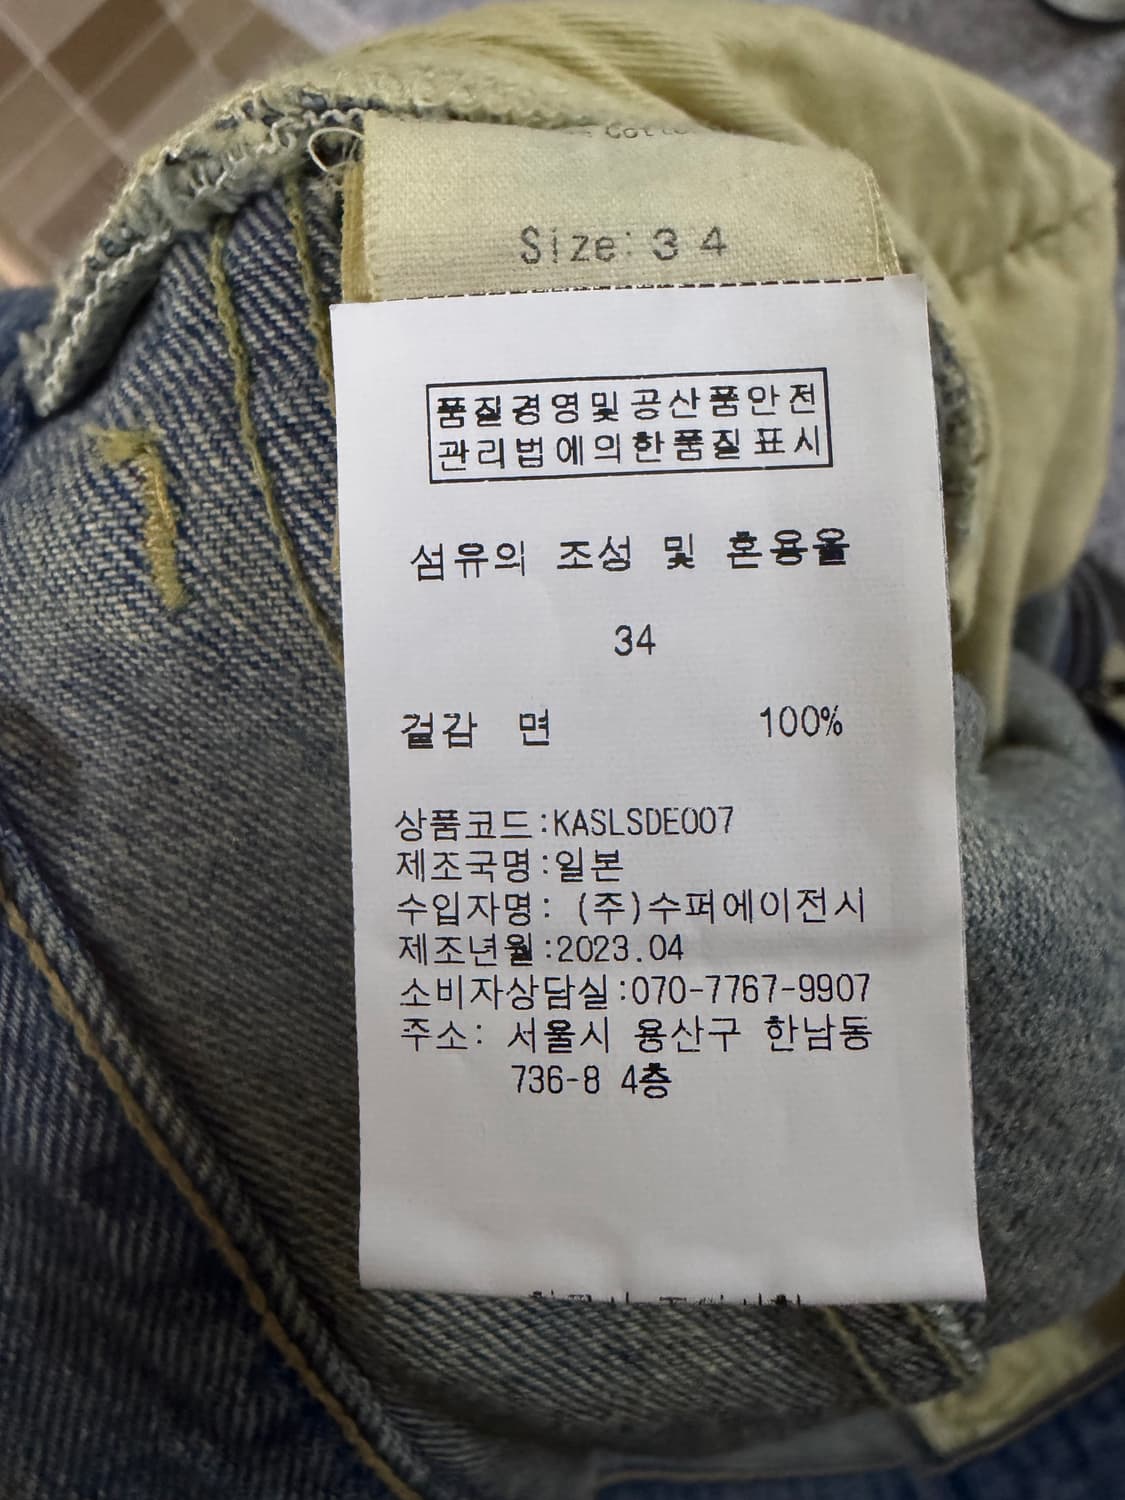 Size: 34
품질경영및공산품안전
관리법에의한품질표시
섬유의 조성 및 혼용율
34
겉감 면 100%
상품코드:KASLSDE007
제조국명:일본
수입자명: (주)수퍼에이전시
제조년월:2023.04
소비자상담실:070-7767-9907
주소: 서울시 용산구 한남동
736-8 4층